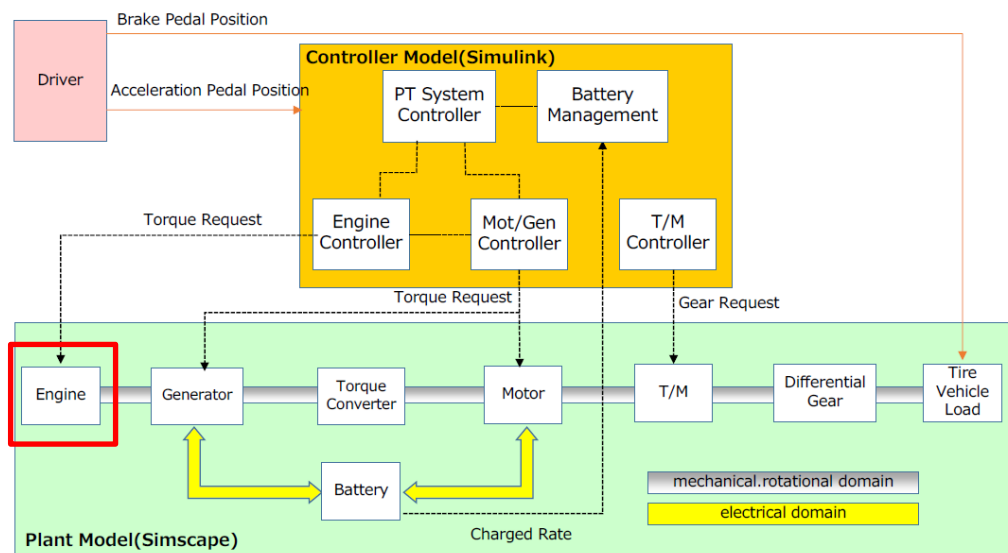 Brake Pedal Position
Driver
Acceleration Pedal Position
Controller Model(Simulink)
PT System
Controller
Battery
Management
Torque Request
Engine
Controller
Mot/Gen
Controller
T/M
Controller
Torque Request
Gear Request
Engine
Generator
Torque
Converter
Motor
T/M
Differential
Gear
Tire
Vehicle
Load
Battery
mechanical.rotational domain
electrical domain
Charged Rate
Plant Model(Simscape)